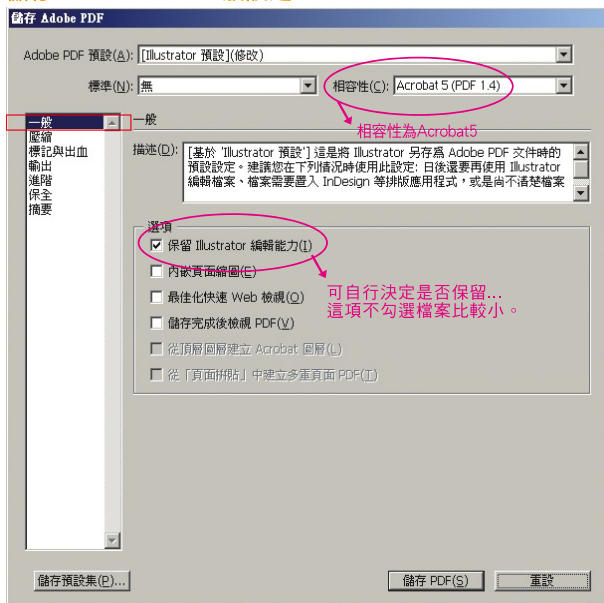 儲存 Adobe PDF
Adobe PDF 預設(A): [Illustrator 預設](修改)
標準(N): 無 相容性(C): Acrobat 5 (PDF 1.4)
相容性為Acrobat5
一般
壓縮
標記與出血
輸出
進階
保全
摘要
一般
描述(D): [基於 'Illustrator 預設'] 這是將 Illustrator 另存為 Adobe PDF 文件時的
預設設定。建議您在下列情況時使用此設定: 日後還要再使用 Illustrator
編輯檔案、檔案需要置入 InDesign 等排版應用程式，或是尚不清楚檔案
選項
保留 Illustrator 編輯能力(I)
內嵌頁面縮圖(E)
最佳化快速 Web 檢視(O)
儲存完成後檢視 PDF(V)
從頂層圖層建立 Acrobat 圖層(L)
從「頁面拼貼」中建立多重頁面 PDF(T)
可自行決定是否保留...
這項不勾選檔案比較小。
儲存預設集(P)... 儲存 PDF(S) 重設